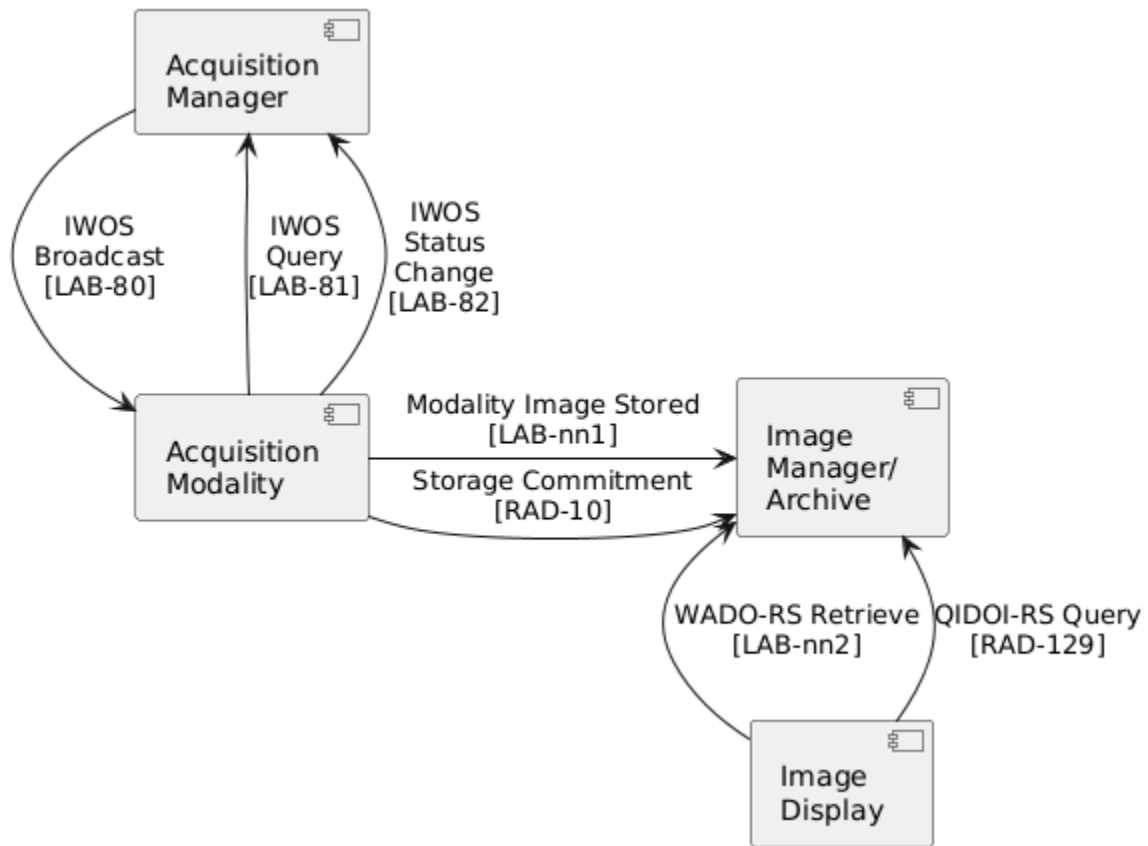 Acquisition
Manager
IWOS
Broadcast
[LAB-80]
IWOS
Query
[LAB-81]
IWOS
Status
Change
[LAB-82]
Acquisition
Modality
Modality Image Stored
[LAB-nn1]
Storage Commitment
[RAD-10]
Image
Manager/
Archive
WADO-RS Retrieve
[LAB-nn2]
QIDOI-RS Query
[RAD-129]
Image
Display